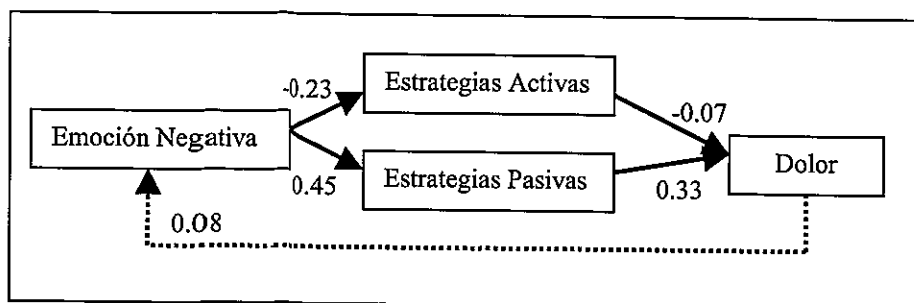 Estrategias Activas
-0.23
-0.07
Emoción Negativa
Dolor
0.45
Estrategias Pasivas
0.33
0.08